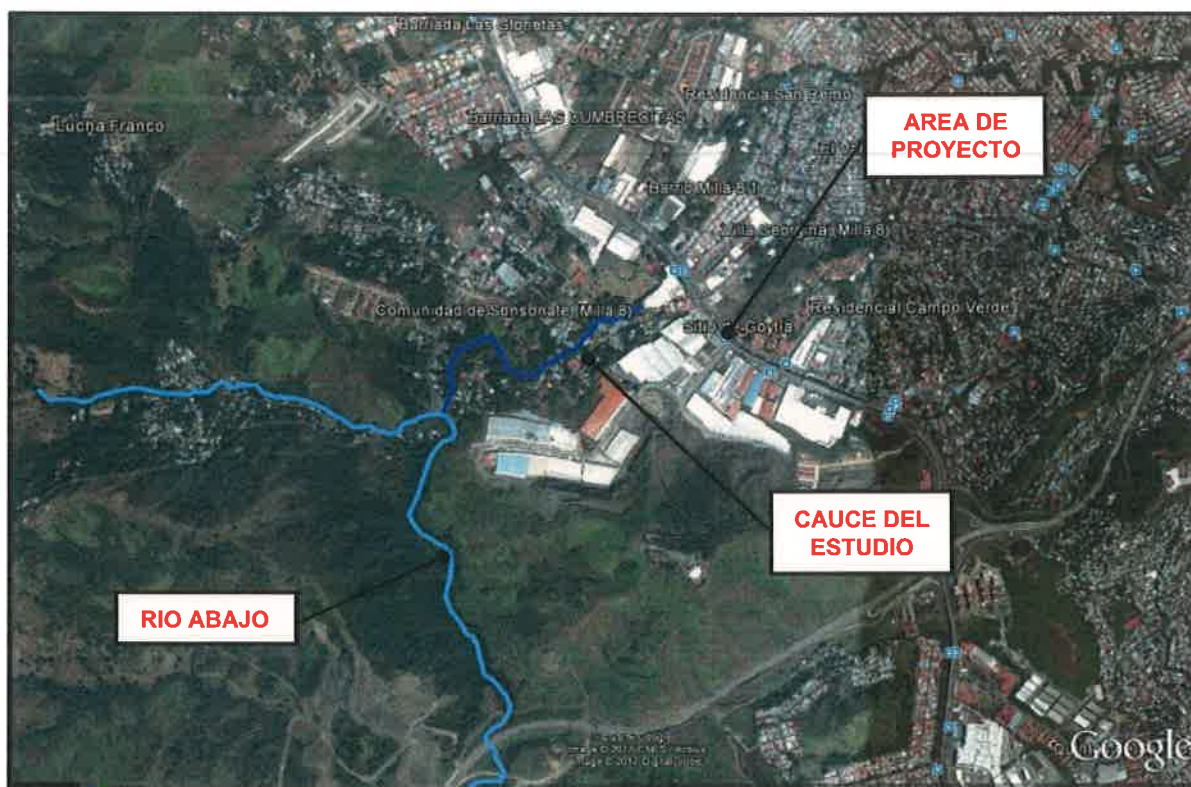 Barriada Las Glorietas
Residencia San Remo
Lucha Franco
Barriada LAS CUMBRECITAS
AREA DE
PROYECTO
Barrio Milla 8.1
Villa Georgina (Milla 8)
Comunidad de Sonsonate (Milla 8)
Residencial Campo Verde
CAUCE DEL
ESTUDIO
RIO ABAJO
Google